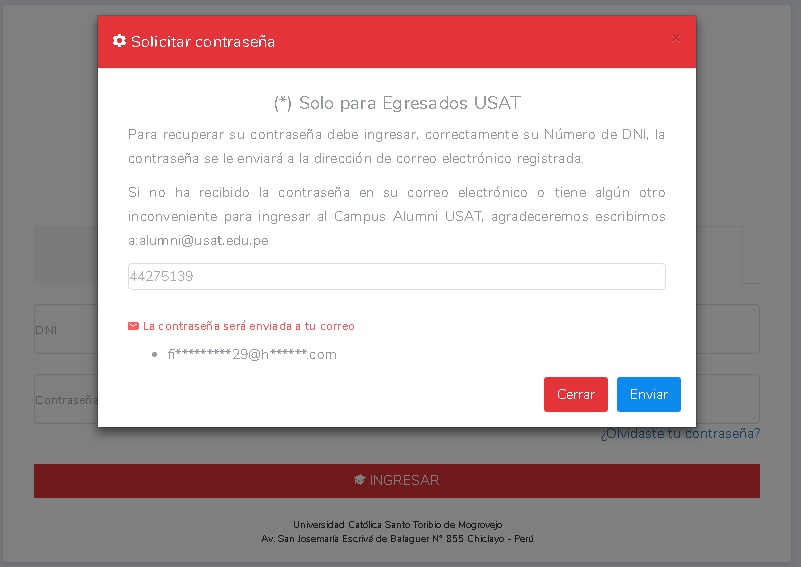 Solicitar contraseña
×
(*) Solo para Egresados USAT
Para recuperar su contraseña debe ingresar, correctamente su Número de DNI, la
contraseña se le enviará a la dirección de correo electrónico registrada.
Si no ha recibido la contraseña en su correo electrónico o tiene algún otro
inconveniente para ingresar al Campus Alumni USAT, agradeceremos escribirnos
a:alumni@usat.edu.pe
44275139
La contraseña será enviada a tu correo
• fi*********29@h******.com
Cerrar
Enviar
DNI
Contraseña
¿Olvidaste tu contraseña?
INGRESAR
Universidad Católica Santo Toribio de Mogrovejo
Av. San Josemaría Escrivá de Balaguer N° 855 Chiclayo - Perú